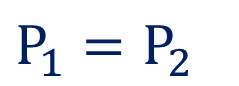 P₁ = P₂